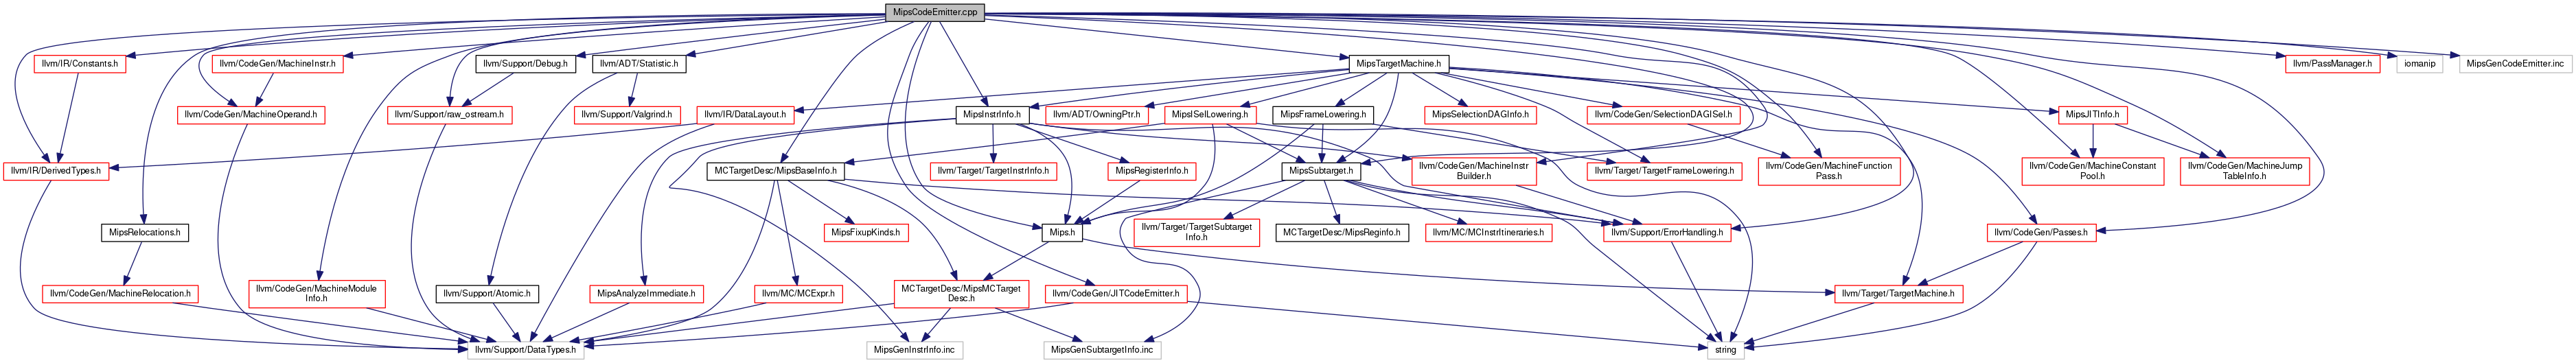 MipsCodeEmitter.cpp
llvm/IR/Constants.h
llvm/CodeGen/MachineInstr.h
llvm/Support/Debug.h
llvm/ADT/Statistic.h
MipsTargetMachine.h
llvm/PassManager.h
iomanip
MipsGenCodeEmitter.inc
llvm/CodeGen/MachineOperand.h
llvm/Support/raw_ostream.h
llvm/Support/Valgrind.h
llvm/IR/DataLayout.h
MipsInstrInfo.h
llvm/ADT/OwningPtr.h
MipsISelLowering.h
MipsFrameLowering.h
MipsSelectionDAGInfo.h
llvm/CodeGen/SelectionDAGISel.h
MipsJITInfo.h
llvm/IR/DerivedTypes.h
MCTargetDesc/MipsBaseInfo.h
llvm/Target/TargetInstrInfo.h
MipsRegisterInfo.h
llvm/CodeGen/MachineInstr
Builder.h
MipsSubtarget.h
llvm/Target/TargetFrameLowering.h
llvm/CodeGen/MachineFunction
Pass.h
llvm/CodeGen/MachineConstant
Pool.h
llvm/CodeGen/MachineJump
TableInfo.h
MipsRelocations.h
MipsFixupKinds.h
Mips.h
llvm/Target/TargetSubtarget
Info.h
MCTargetDesc/MipsReginfo.h
llvm/MC/MCInstrItineraries.h
llvm/Support/ErrorHandling.h
llvm/CodeGen/Passes.h
llvm/CodeGen/MachineRelocation.h
llvm/CodeGen/MachineModule
Info.h
llvm/Support/Atomic.h
MipsAnalyzeImmediate.h
llvm/MC/MCExpr.h
MCTargetDesc/MipsMCTarget
Desc.h
llvm/CodeGen/JITCodeEmitter.h
llvm/Target/TargetMachine.h
llvm/Support/DataTypes.h
MipsGenInstrInfo.inc
MipsGenSubtargetInfo.inc
string